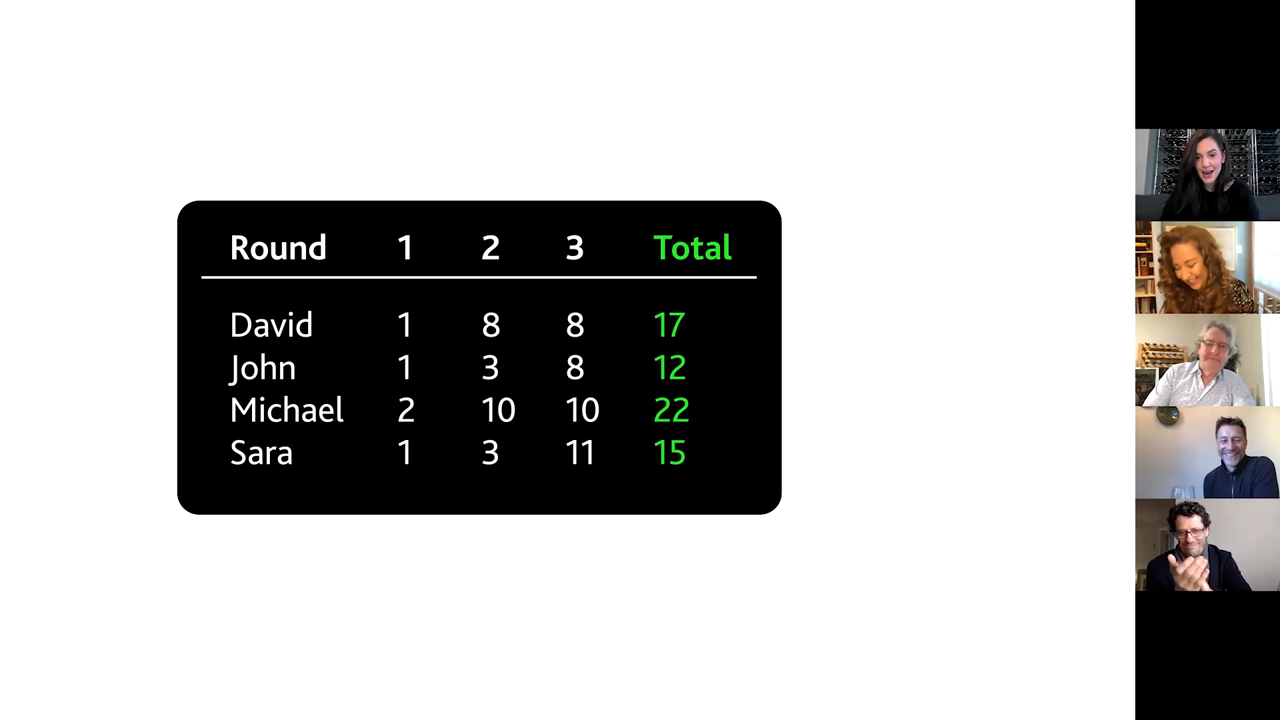 Round 1 2 3 Total
David 1 8 8 17
John 1 3 8 12
Michael 2 10 10 22
Sara 1 3 11 15